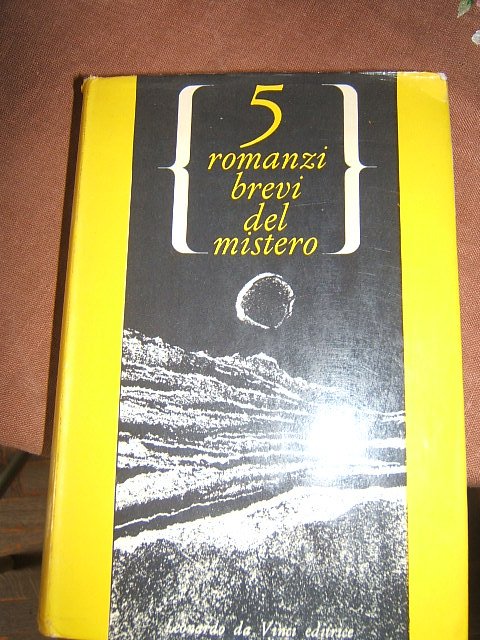 5
romanzi
brevi
del
mistero
Leonardo da Vinci editrice